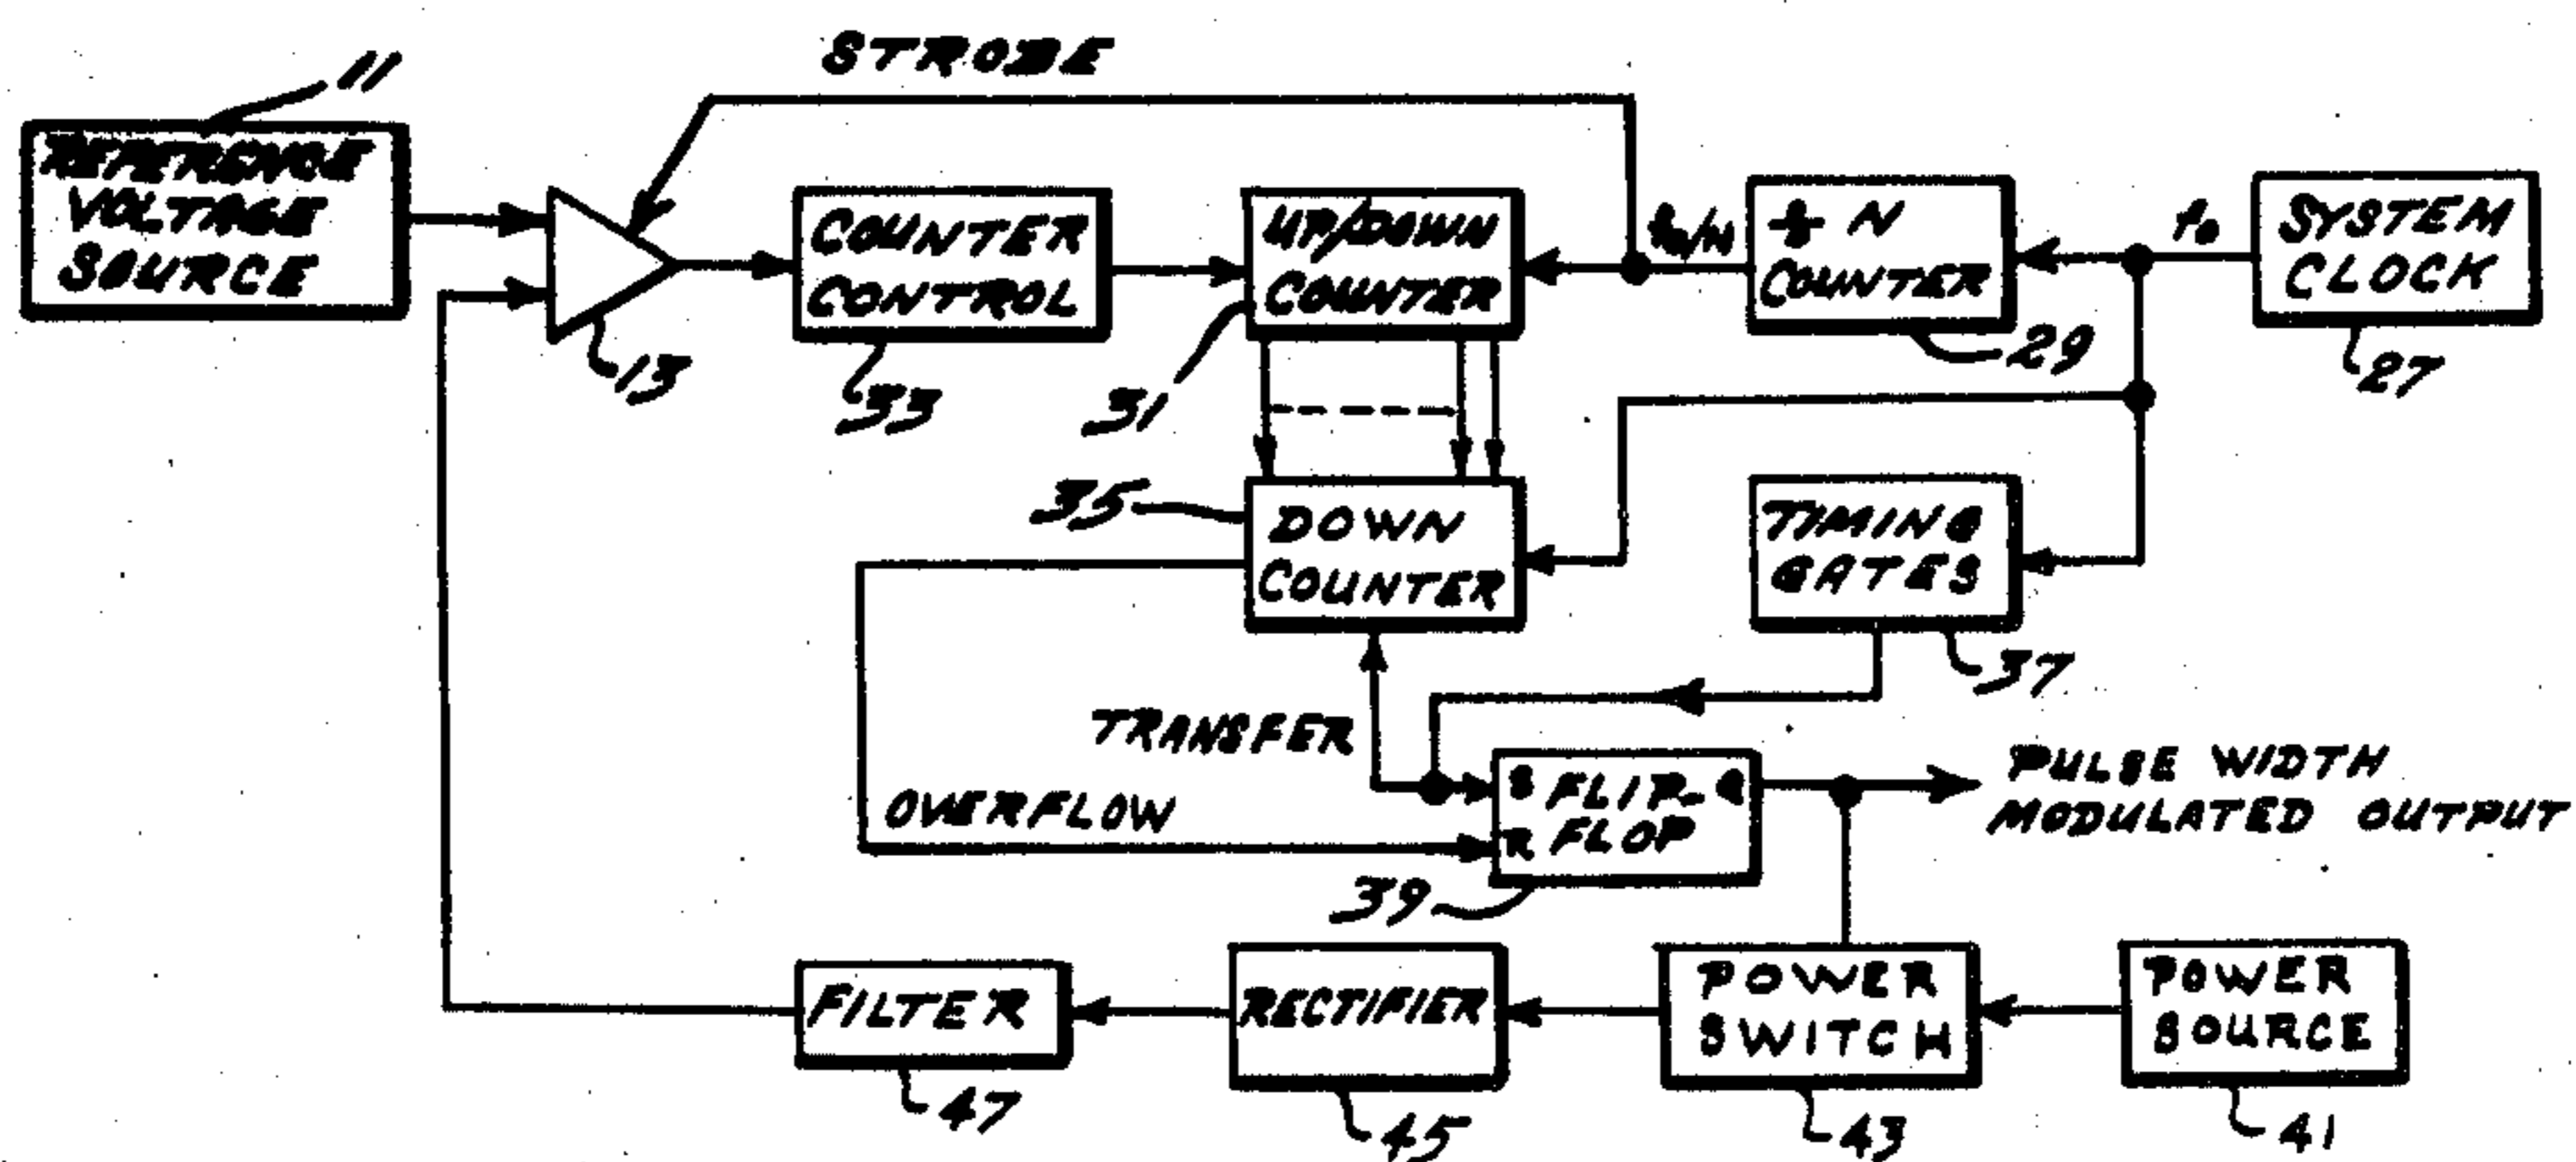 STROBE
11
REFERENCE
VOLTAGE
SOURCE
13
COUNTER
CONTROL
33
UP/DOWN
COUNTER
31
f₀/N
÷ N
COUNTER
29
f₀
SYSTEM
CLOCK
27
35
DOWN
COUNTER
TIMING
GATES
37
TRANSFER
OVERFLOW
S FLIP- Q
R FLOP
39
PULSE WIDTH
MODULATED OUTPUT
FILTER
47
RECTIFIER
45
POWER
SWITCH
43
POWER
SOURCE
41